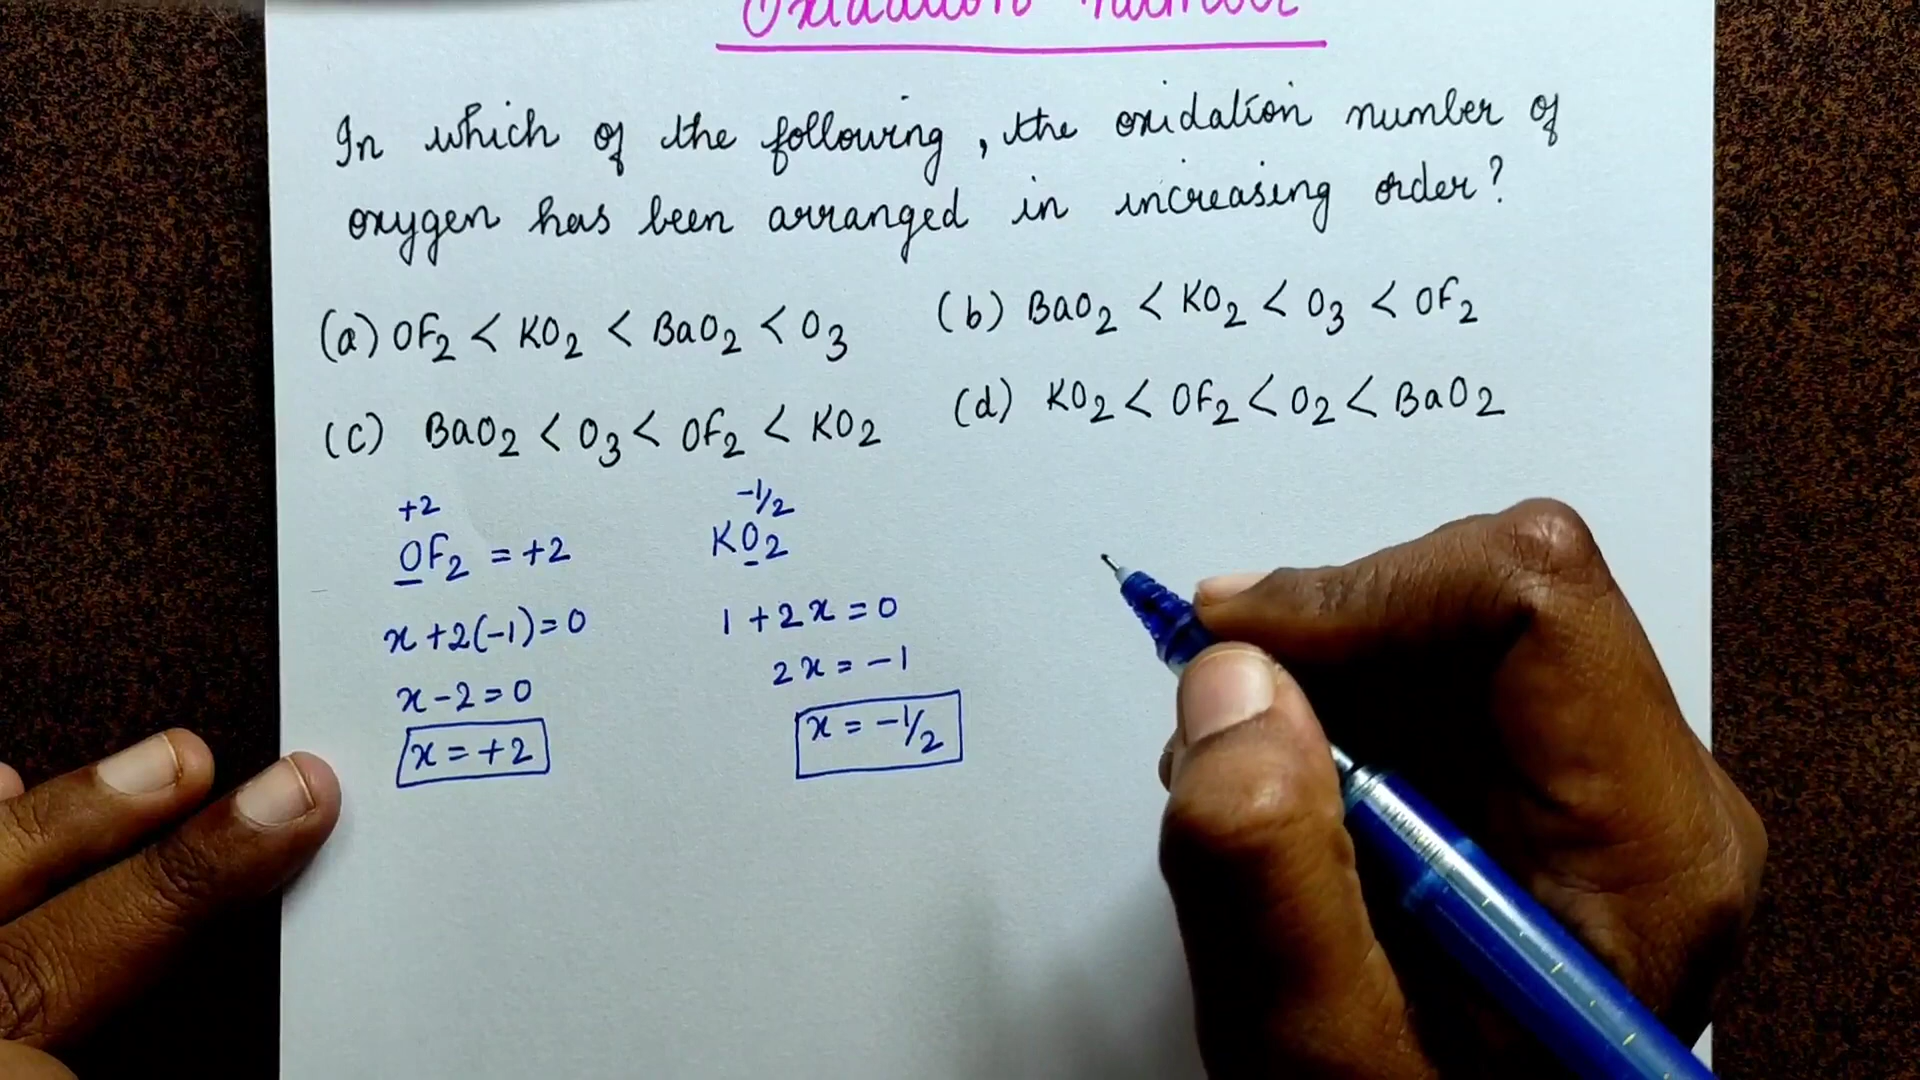 Oxidation number
In which of the following, the oxidation number of
oxygen has been arranged in increasing order?
(a) OF2 < KO2 < BaO2 < O3
(b) BaO2 < KO2 < O3 < OF2
(c) BaO2 < O3 < OF2 < KO2
(d) KO2 < OF2 < O2 < BaO2
+2
OF2 = +2
x+2(-1)=0
x-2=0
x=+2
-1/2
KO2
1+2x=0
2x=-1
x=-1/2